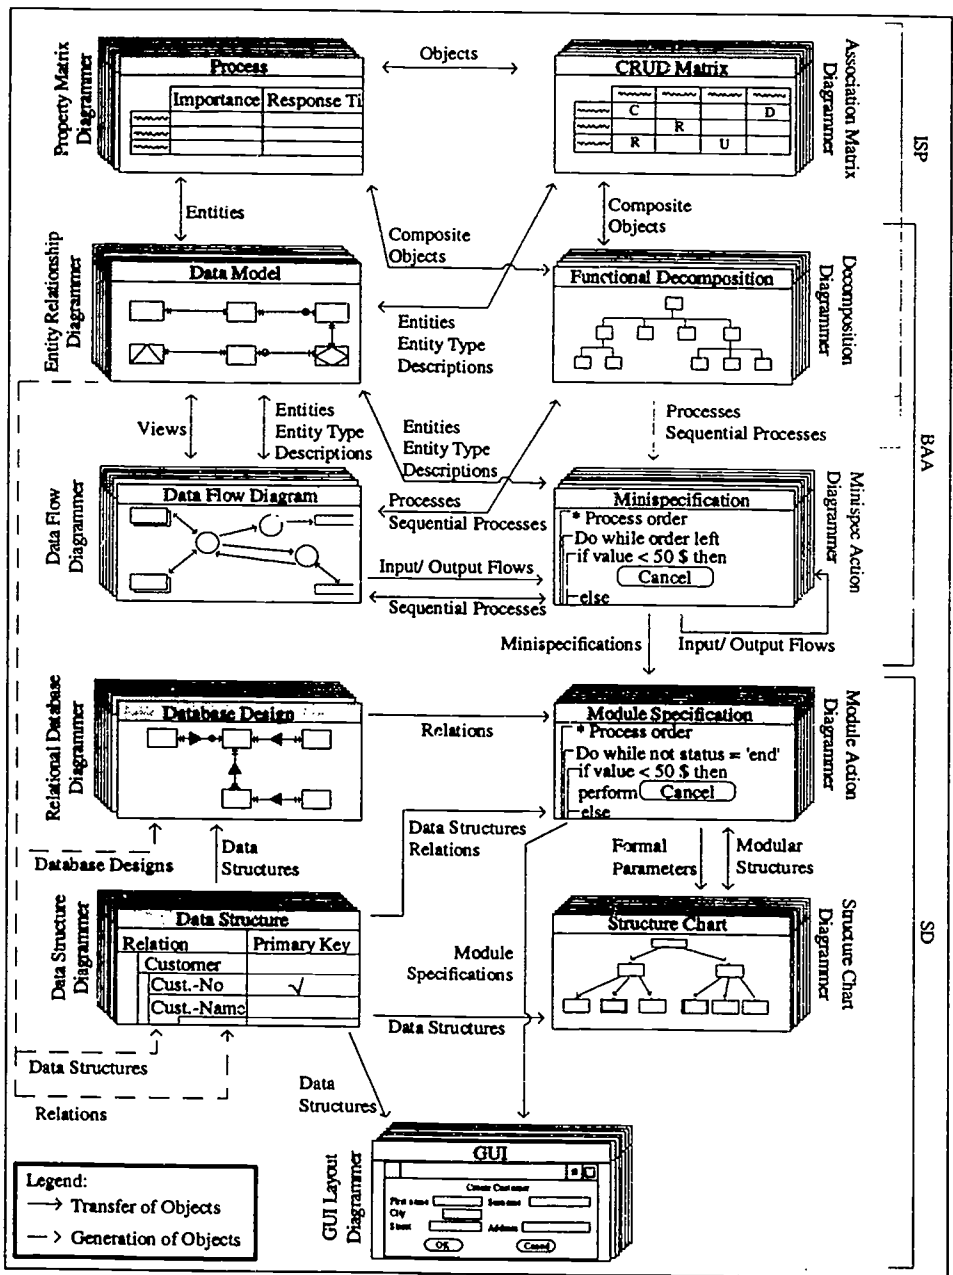 Property Matrix
Diagrammer
Process
Importance
Response Ti
Objects
CRUD Matrix
C
D
R
R
U
Association Matrix
Diagrammer
ISP
Entities
Composite
Objects
Composite
Objects
Entity Relationship
Diagrammer
Data Model
Functional Decomposition
Decomposition
Diagrammer
Entities
Entity Type
Descriptions
Views
Entities
Entity Type
Descriptions
Entities
Entity Type
Descriptions
Processes
Sequential Processes
BAA
Data Flow
Diagrammer
Data Flow Diagram
Processes
Sequential Processes
Input/ Output Flows
Sequential Processes
Minispecification
* Process order
Do while order left
if value < 50 $ then
Cancel
else
Minispec Action
Diagrammer
Minispecifications
Input/ Output Flows
Relational Database
Diagrammer
Database Design
Relations
Module Specification
* Process order
Do while not status = 'end'
if value < 50 $ then
perform
Cancel
else
Module Action
Diagrammer
Database Designs
Data
Structures
Data Structures
Relations
Formal
Parameters
Modular
Structures
Data Structure
Diagrammer
Data Structure
Relation
Primary Key
Customer
Cust.-No
√
Cust.-Name
Module
Specifications
Structure Chart
Structure Chart
Diagrammer
SD
Data Structures
Data Structures
Relations
Data
Structures
GUI Layout
Diagrammer
GUI
Create Customer
First name
Surname
City
Street
Address
OK
Cancel
Legend:
Transfer of Objects
Generation of Objects